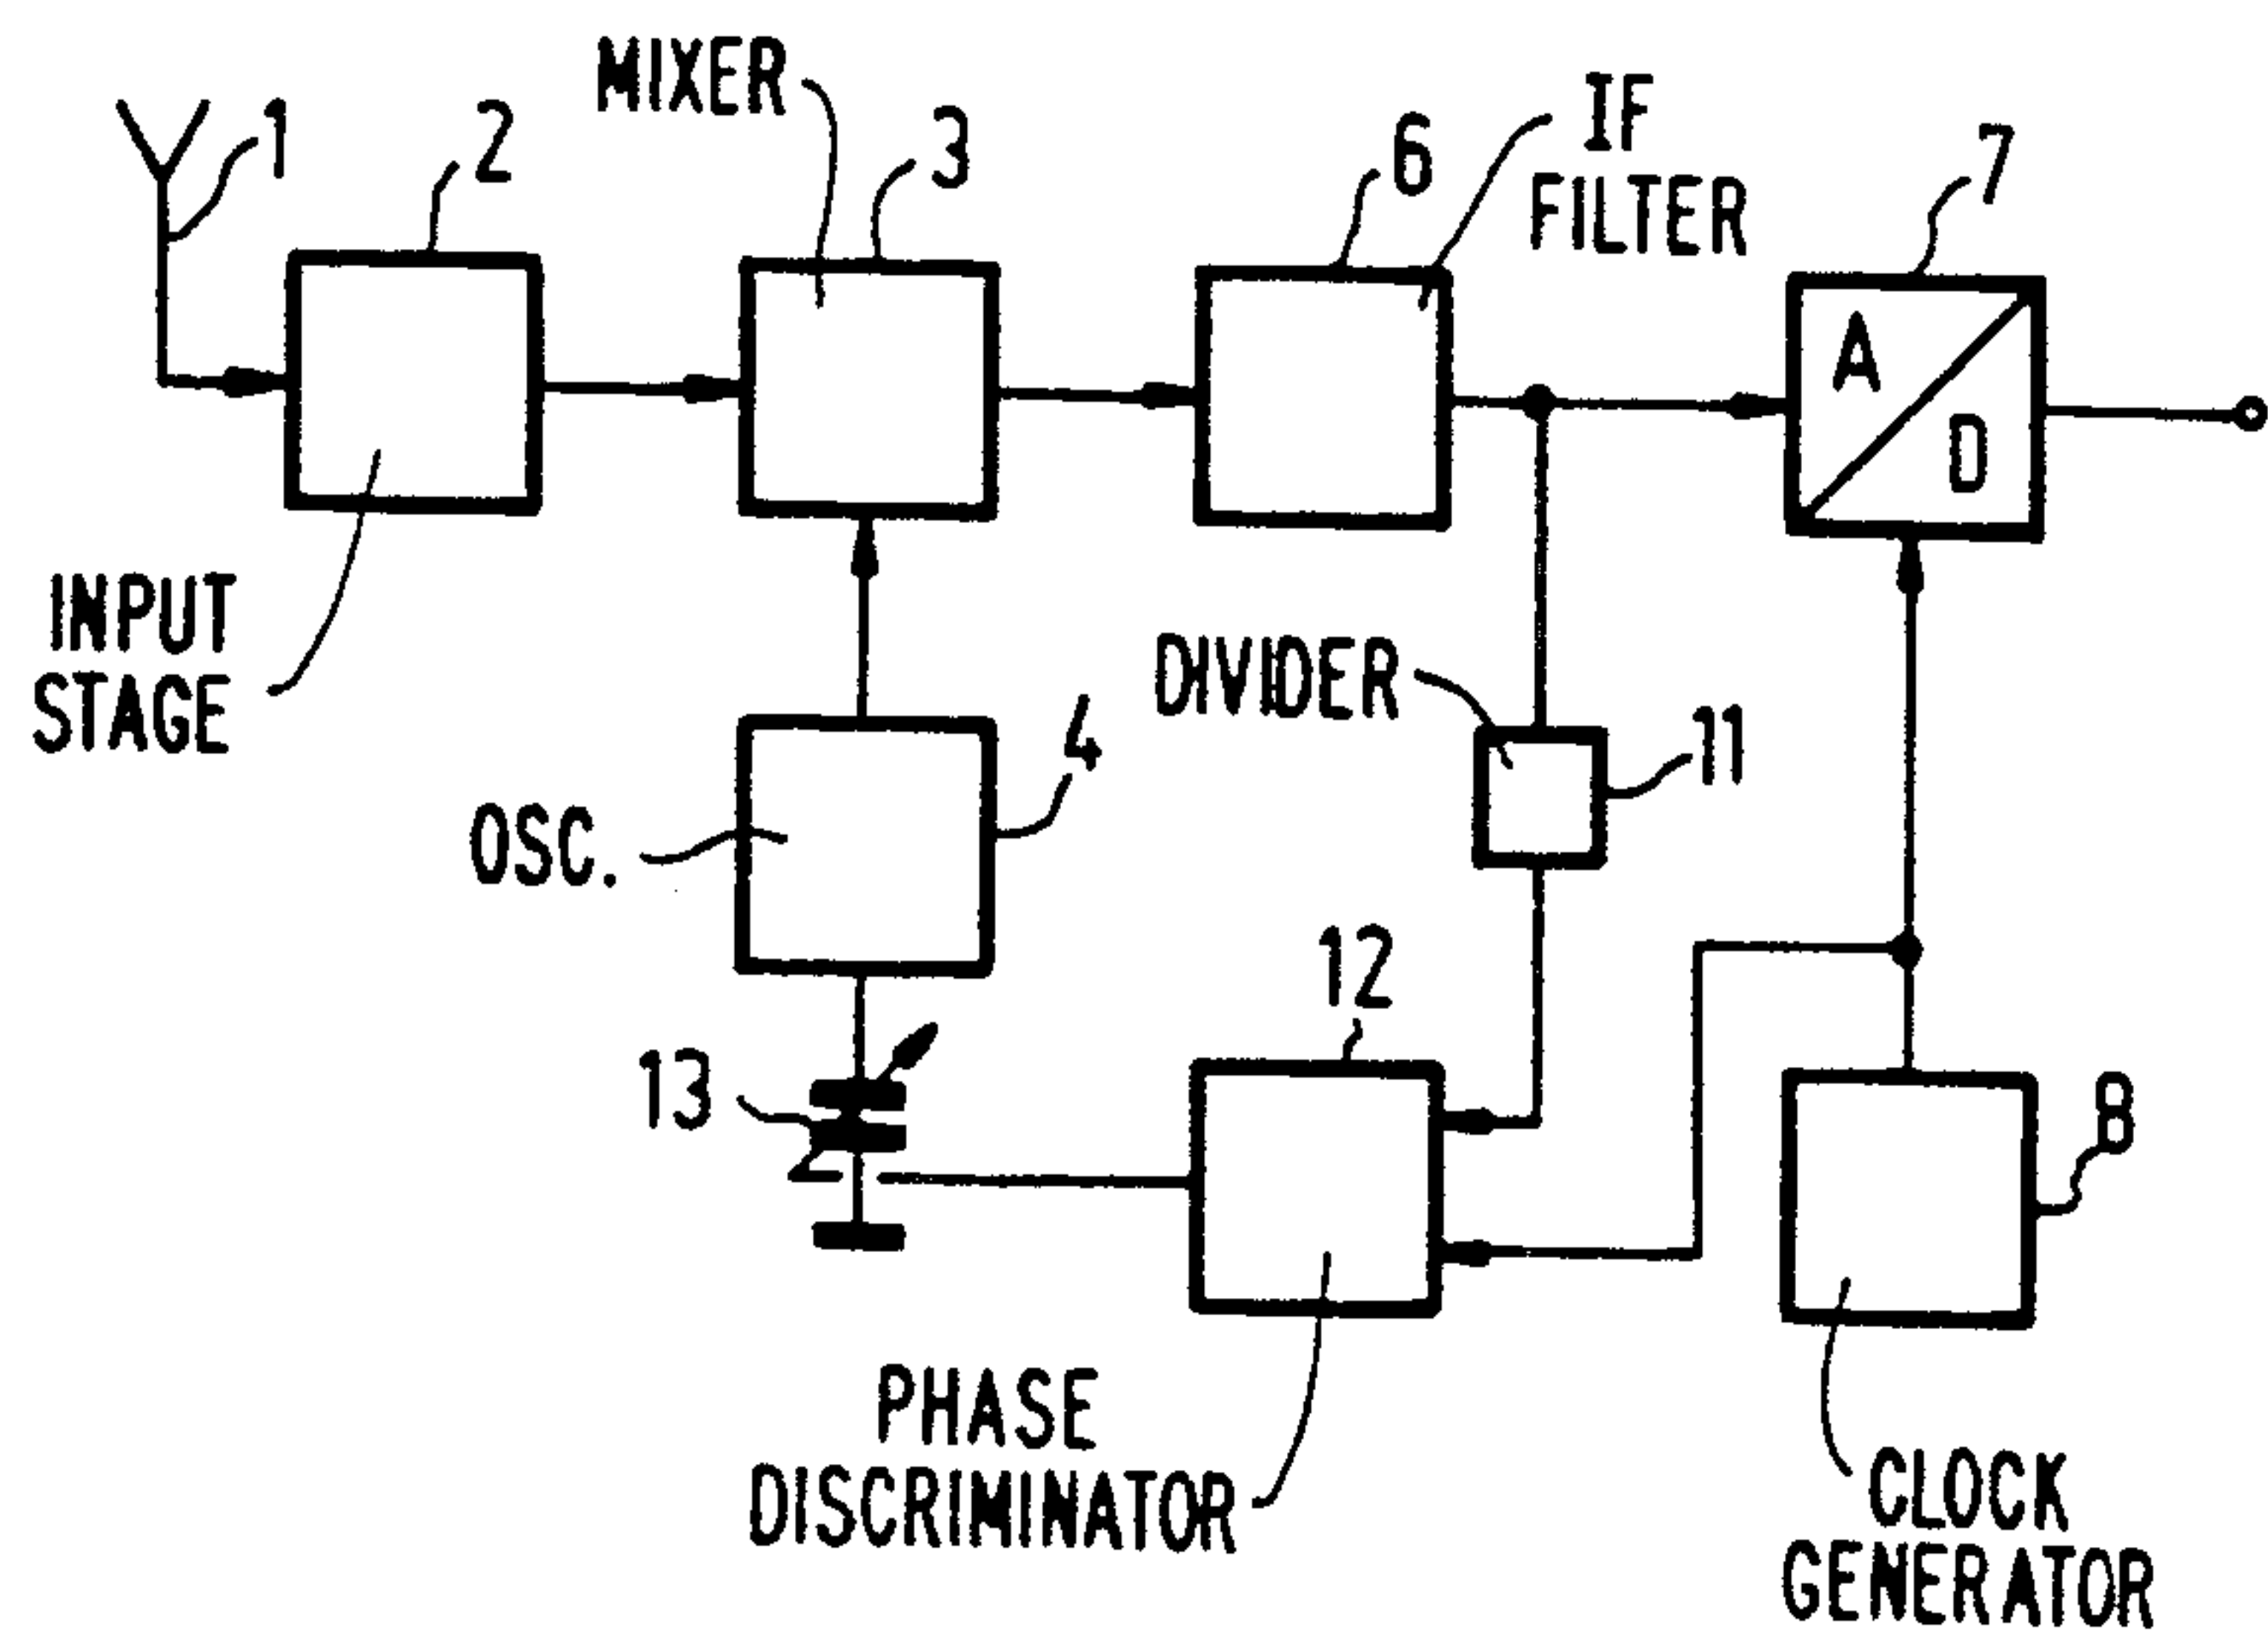 MIXER
1
2
3
6
IF
FILTER
7
A
D
INPUT
STAGE
DIVIDER
4
11
OSC.
12
13
8
PHASE
DISCRIMINATOR
CLOCK
GENERATOR